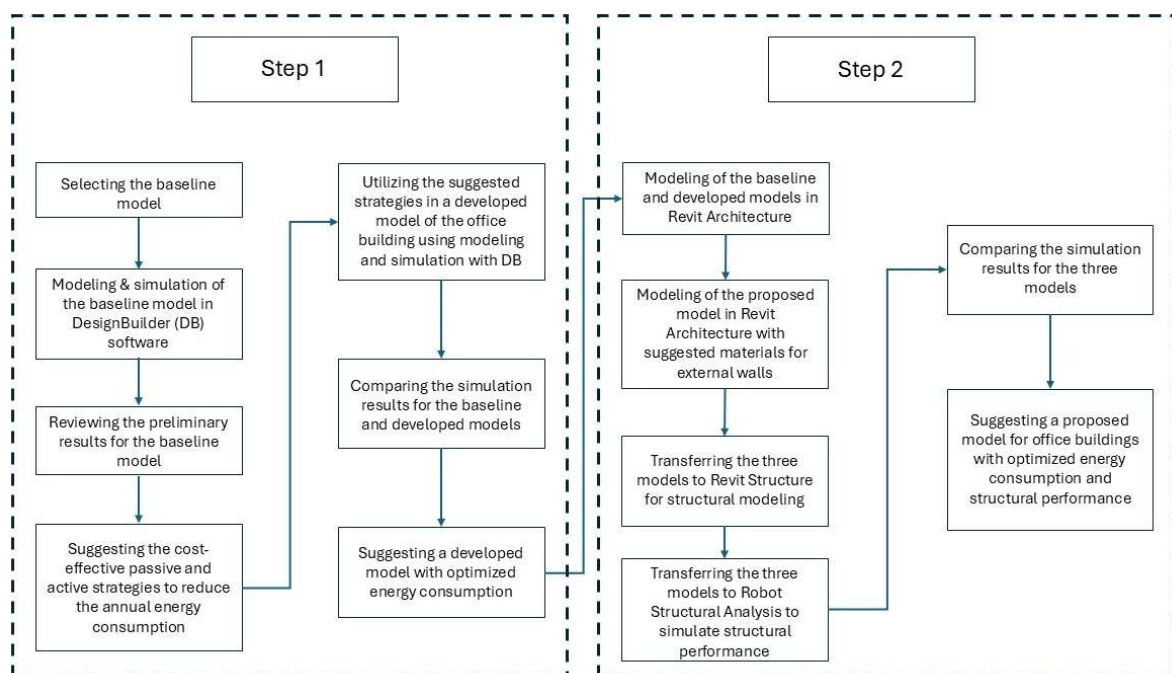 Step 1
Selecting the baseline
model
Modeling & simulation of
the baseline model in
DesignBuilder (DB)
software
Reviewing the preliminary
results for the baseline
model
Suggesting the cost-
effective passive and
active strategies to reduce
the annual energy
consumption
Utilizing the suggested
strategies in a developed
model of the office
building using modeling
and simulation with DB
Comparing the simulation
results for the baseline
and developed models
Suggesting a developed
model with optimized
energy consumption
Step 2
Modeling of the baseline
and developed models in
Revit Architecture
Modeling of the proposed
model in Revit
Architecture with
suggested materials for
external walls
Transferring the three
models to Revit Structure
for structural modeling
Transferring the three
models to Robot
Structural Analysis to
simulate structural
performance
Comparing the simulation
results for the three
models
Suggesting a proposed
model for office buildings
with optimized energy
consumption and
structural performance